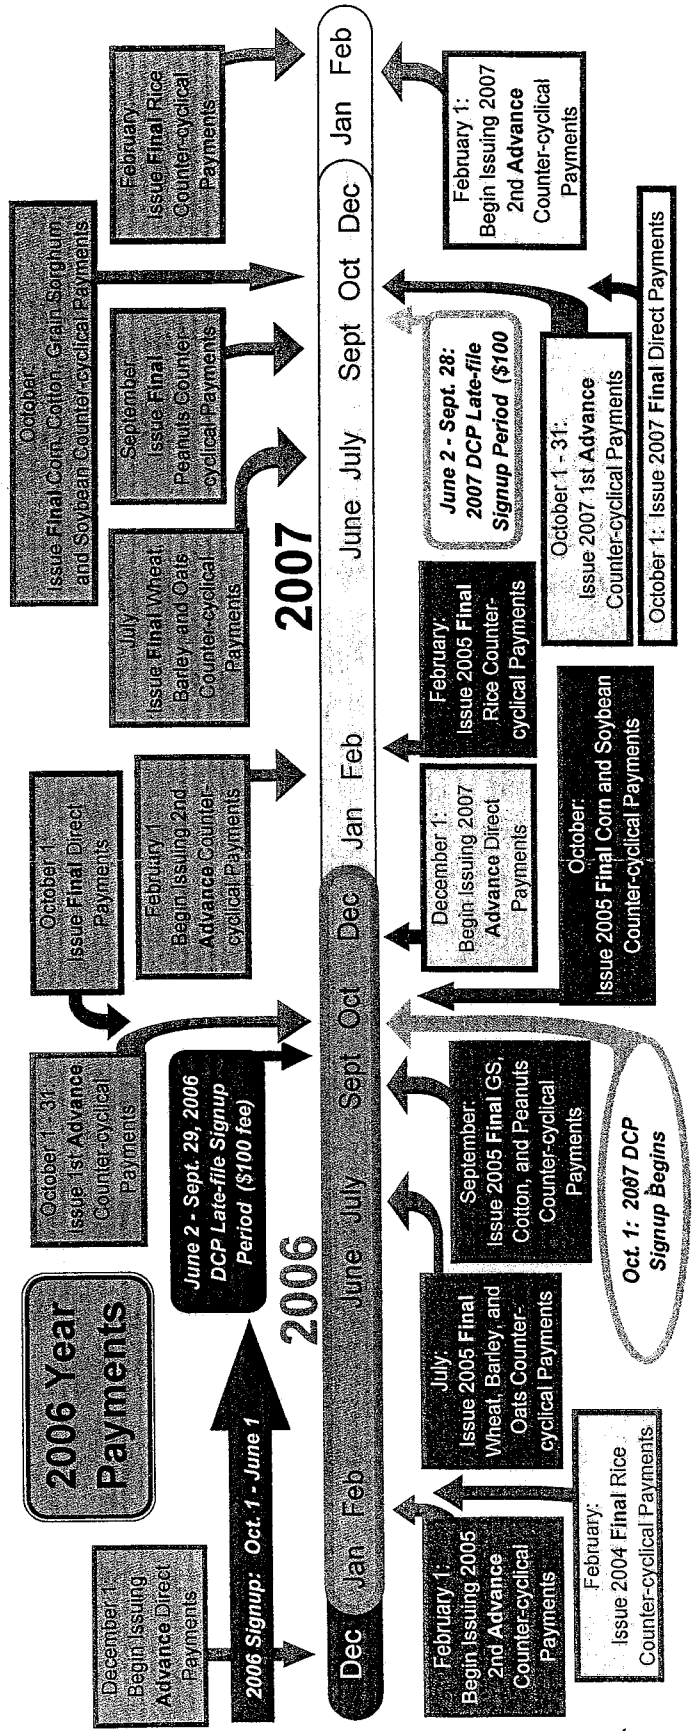 2006 Year
Payments
December 1:
Begin Issuing
Advance Direct
Payments
2006 Signup: Oct. 1 - June 1
June 2 - Sept. 29, 2006
DCP Late-file Signup
Period ($100 fee)
October 1 - 31:
Issue 1st Advance
Counter-cyclical
Payments
October 1:
Issue Final Direct
Payments
February 1:
Begin Issuing 2nd
Advance Counter-
cyclical Payments
July:
Issue Final Wheat,
Barley, and Oats
Counter-cyclical
Payments
September:
Issue Final
Peanuts Counter-
cyclical Payments
October:
Issue Final Corn, Cotton, Grain Sorghum,
and Soybean Counter-cyclical Payments
February:
Issue Final Rice
Counter-cyclical
Payments
2006
2007
Dec Jan Feb June July Sept Oct Dec Jan Feb June July Sept Oct Dec Jan Feb
February 1:
Begin Issuing 2005
2nd Advance
Counter-cyclical
Payments
February:
Issue 2004 Final Rice
Counter-cyclical Payments
July:
Issue 2005 Final
Wheat, Barley, and
Oats Counter-
cyclical Payments
September:
Issue 2005 Final GS,
Cotton, and Peanuts
Counter-cyclical
Payments
Oct. 1: 2007 DCP
Signup Begins
October:
Issue 2005 Final Corn and Soybean
Counter-cyclical Payments
December 1:
Begin Issuing 2007
Advance Direct
Payments
February:
Issue 2005 Final
Rice Counter-
cyclical Payments
June 2 - Sept. 28:
2007 DCP Late-file
Signup Period ($100
October 1 - 31:
Issue 2007 1st Advance
Counter-cyclical Payments
October 1: Issue 2007 Final Direct Payments
February 1:
Begin Issuing 2007
2nd Advance
Counter-cyclical
Payments